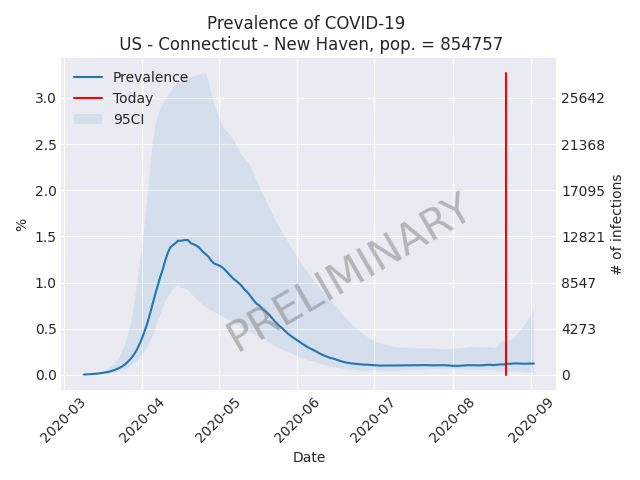 Prevalence of COVID-19
US - Connecticut - New Haven, pop. = 854757
Prevalence
Today
95CI
%
3.0
2.5
2.0
1.5
1.0
0.5
0.0
25642
21368
17095
12821
8547
4273
0
# of infections
PRELIMINARY
2020-03
2020-04
2020-05
2020-06
2020-07
2020-08
2020-09
Date